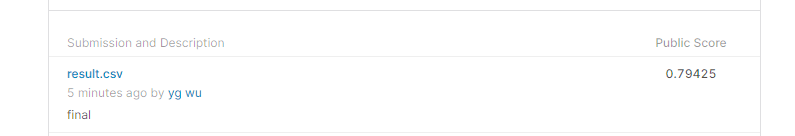 Submission and Description Public Score
result.csv 0.79425
5 minutes ago by yg wu
final